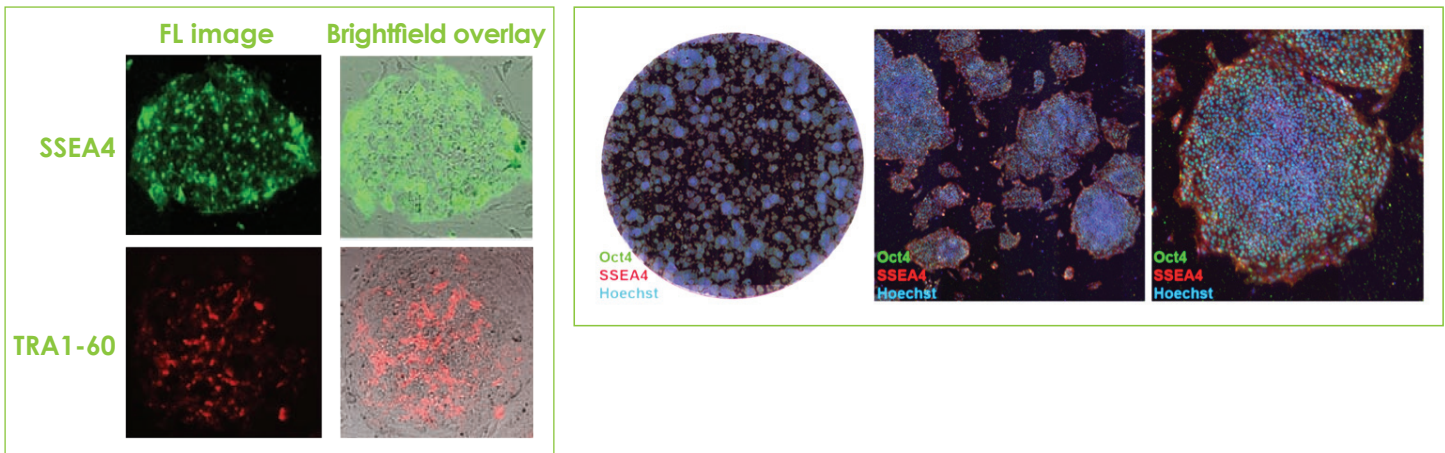 FL image
Brightfield overlay
SSEA4
TRA1-60
Oct4
SSEA4
Hoechst
Oct4
SSEA4
Hoechst
Oct4
SSEA4
Hoechst